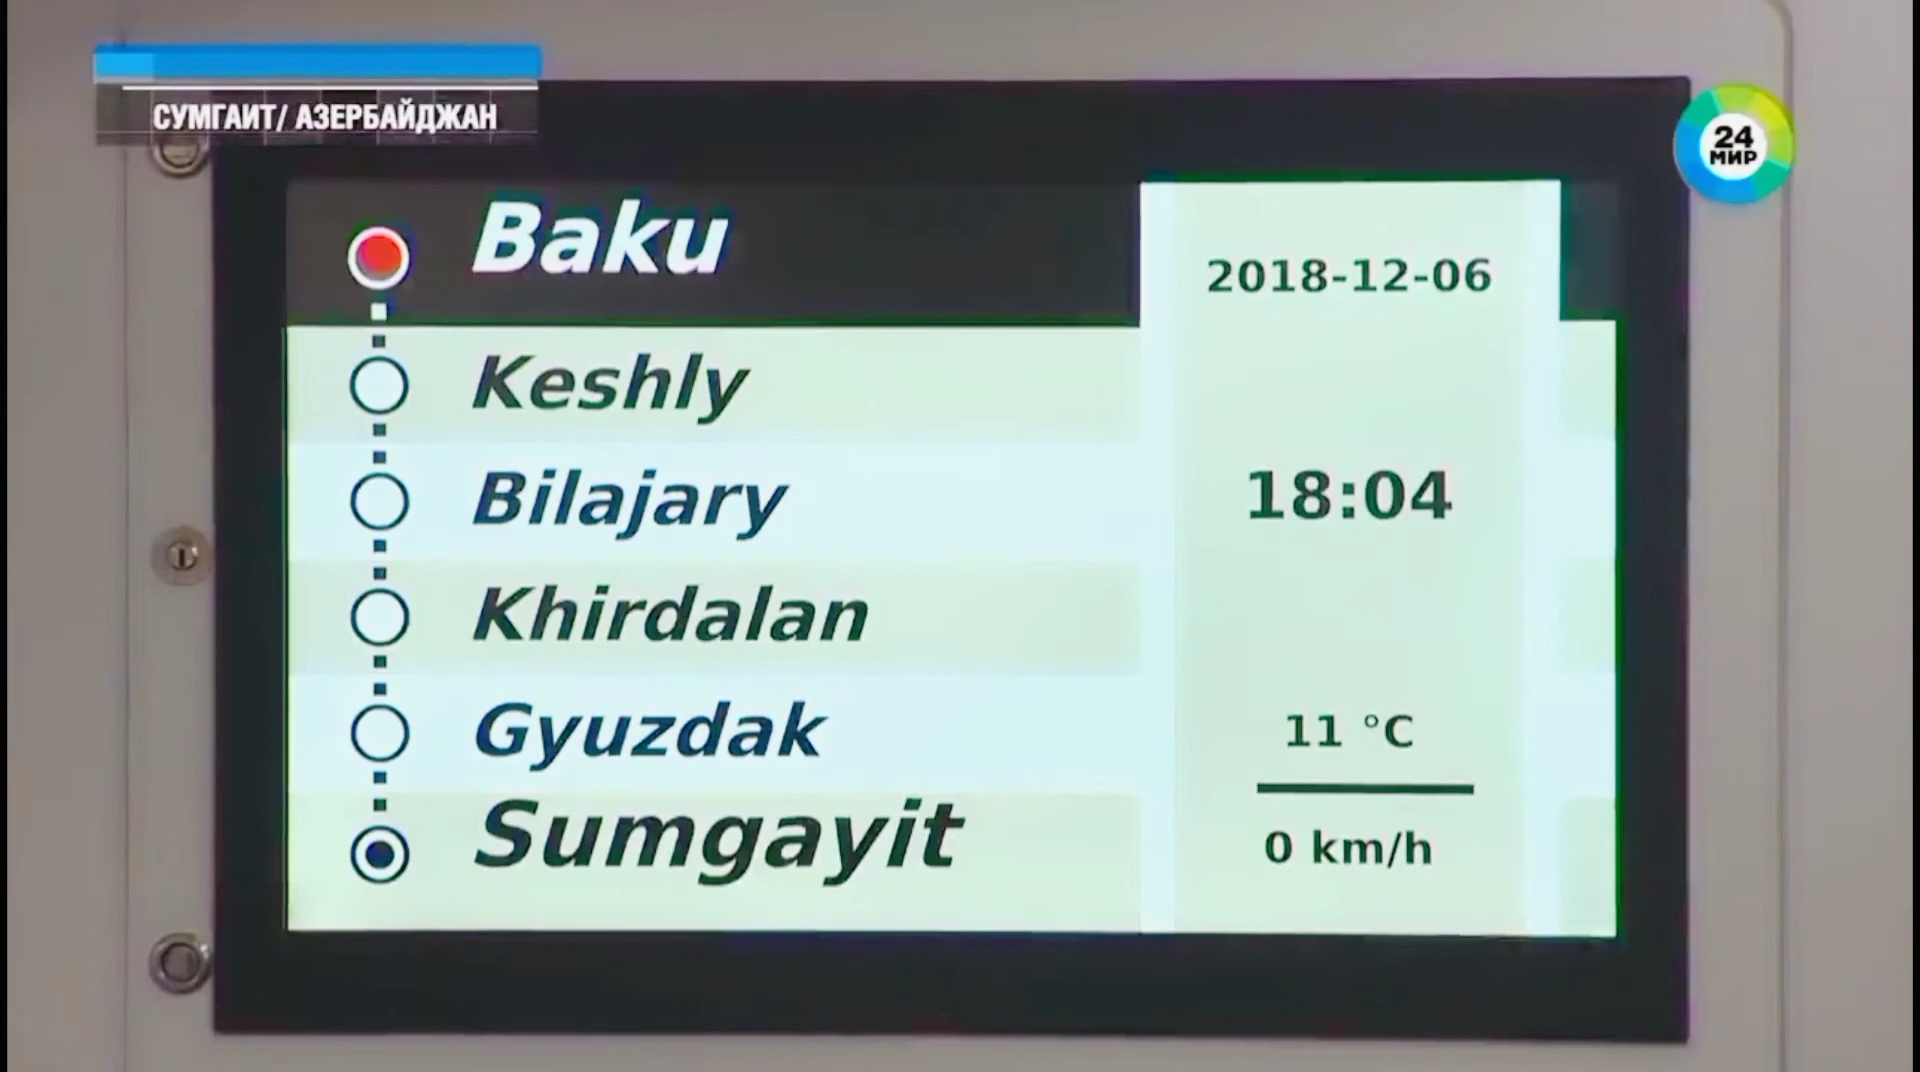 СУМГАИТ/ АЗЕРБАЙДЖАН
24
МИР
Baku
Keshly
Bilajary
Khirdalan
Gyuzdak
Sumgayit
2018-12-06
18:04
11 °C
0 km/h